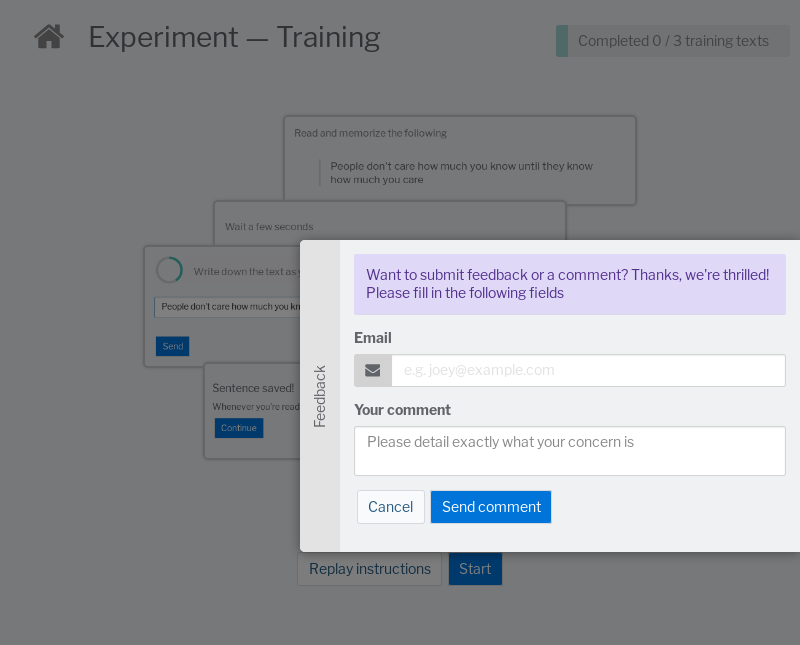 Experiment — Training
Completed 0 / 3 training texts
Read and memorize the following
People don't care how much you know until they know
how much you care
Wait a few seconds
Write down the text as
People don't care how much you
Send
Sentence saved!
Whenever you're read
Continue
Feedback
Want to submit feedback or a comment? Thanks, we're thrilled!
Please fill in the following fields
Email
e.g. joey@example.com
Your comment
Please detail exactly what your concern is
Cancel
Send comment
Replay instructions
Start